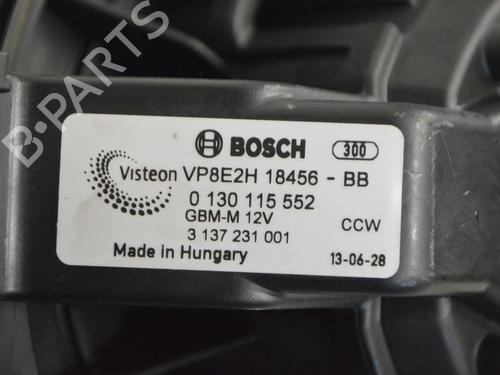 B-PARTS
BOSCH 300
Visteon VP8E2H 18456 - BB
0 130 115 552
GBM-M 12V CCW
3 137 231 001
Made in Hungary 13-06-28